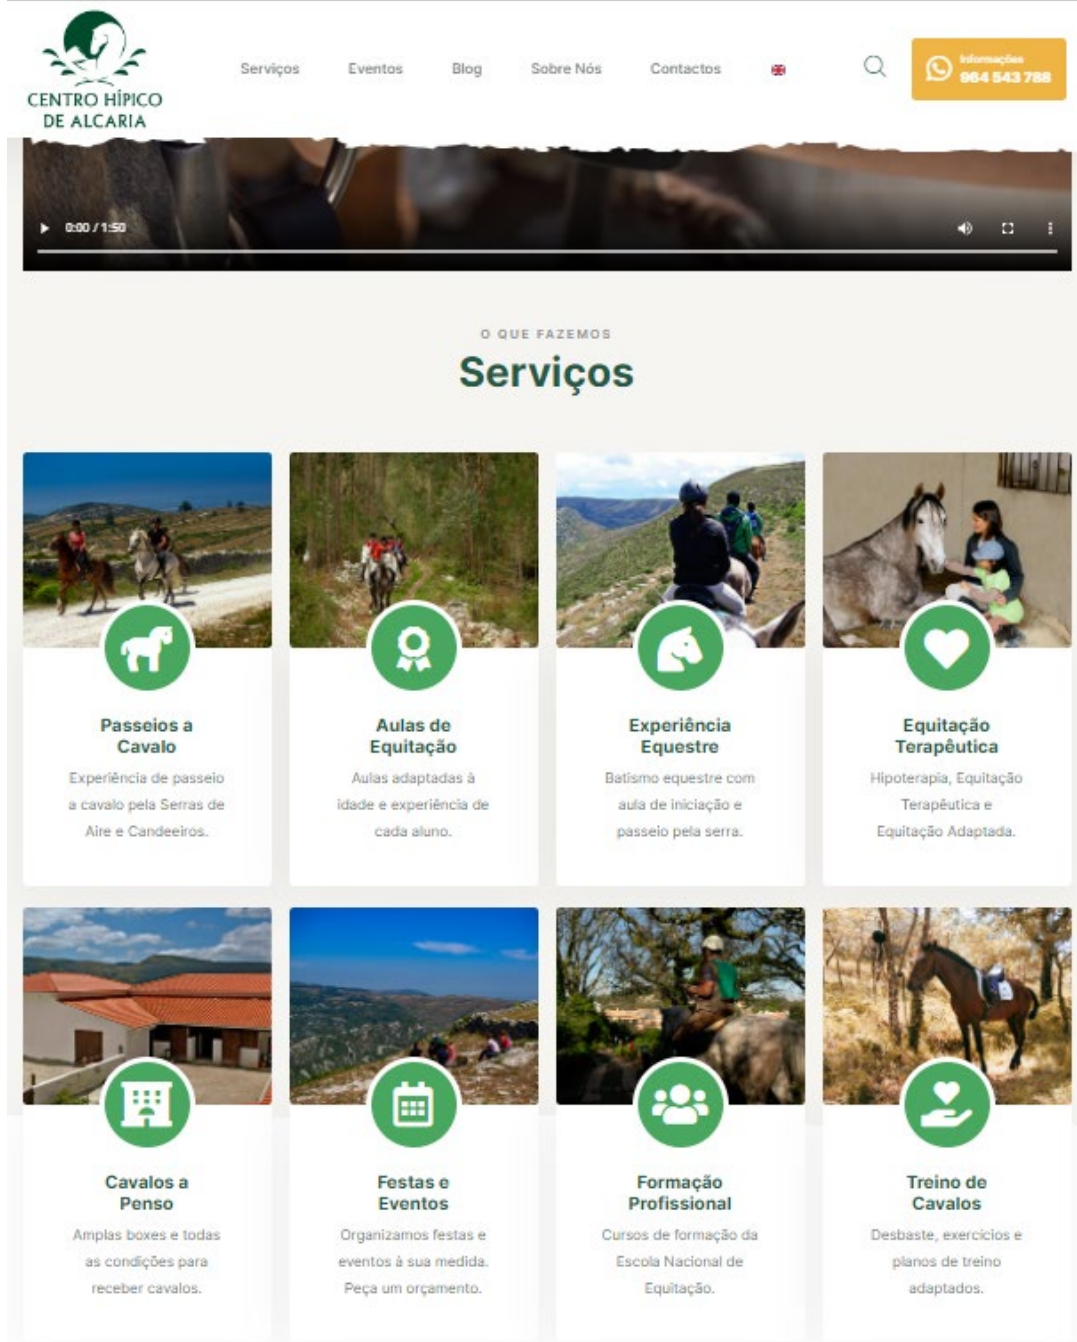 CENTRO HÍPICO
DE ALCARIA
Serviços
Eventos
Blog
Sobre Nós
Contactos
Informações
964 543 788
0:00 / 1:50
O QUE FAZEMOS
Serviços
Passeios a
Cavalo
Experiência de passeio
a cavalo pela Serras de
Aire e Candeeiros.
Aulas de
Equitação
Aulas adaptadas à
idade e experiência de
cada aluno.
Experiência
Equestre
Batismo equestre com
aula de iniciação e
passeio pela serra.
Equitação
Terapêutica
Hipoterapia, Equitação
Terapêutica e
Equitação Adaptada.
Cavalos a
Penso
Amplas boxes e todas
as condições para
receber cavalos.
Festas e
Eventos
Organizamos festas e
eventos à sua medida.
Peça um orçamento.
Formação
Profissional
Cursos de formação da
Escola Nacional de
Equitação.
Treino de
Cavalos
Desbaste, exercícios e
planos de treino
adaptados.